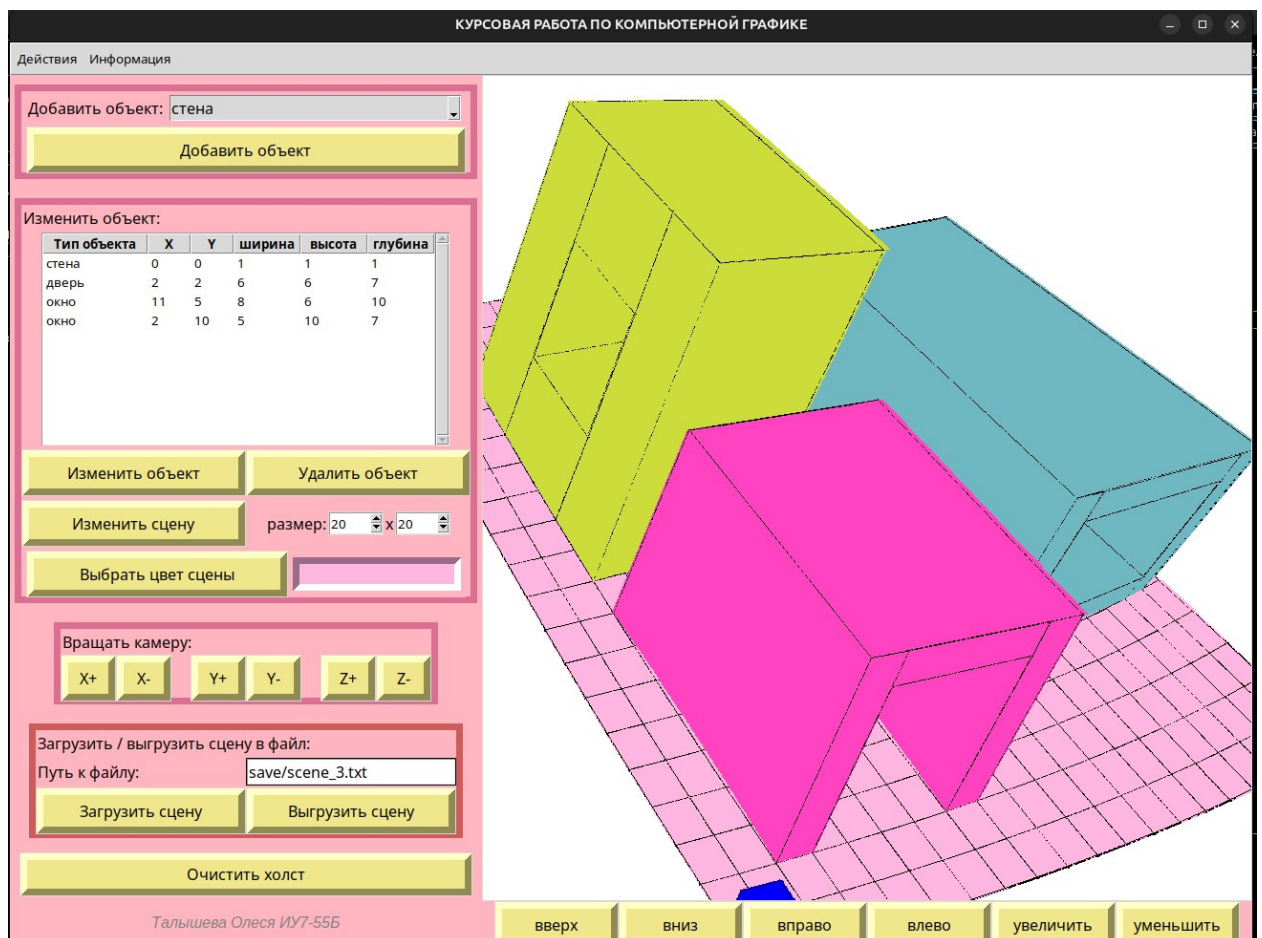 КУРСОВАЯ РАБОТА ПО КОМПЬЮТЕРНОЙ ГРАФИКЕ
Действия Информация
Добавить объект: стена
Добавить объект
Изменить объект:
Тип объекта X Y ширина высота глубина
стена 0 0 1 1 1
дверь 2 2 6 6 7
окно 11 5 8 6 10
окно 2 10 5 10 7
Изменить объект Удалить объект
Изменить сцену размер: 20 x 20
Выбрать цвет сцены
Вращать камеру:
X+ X- Y+ Y- Z+ Z-
Загрузить / выгрузить сцену в файл:
Путь к файлу: save/scene_3.txt
Загрузить сцену Выгрузить сцену
Очистить холст
Талышева Олеся ИУ7-55Б
вверх вниз вправо влево увеличить уменьшить